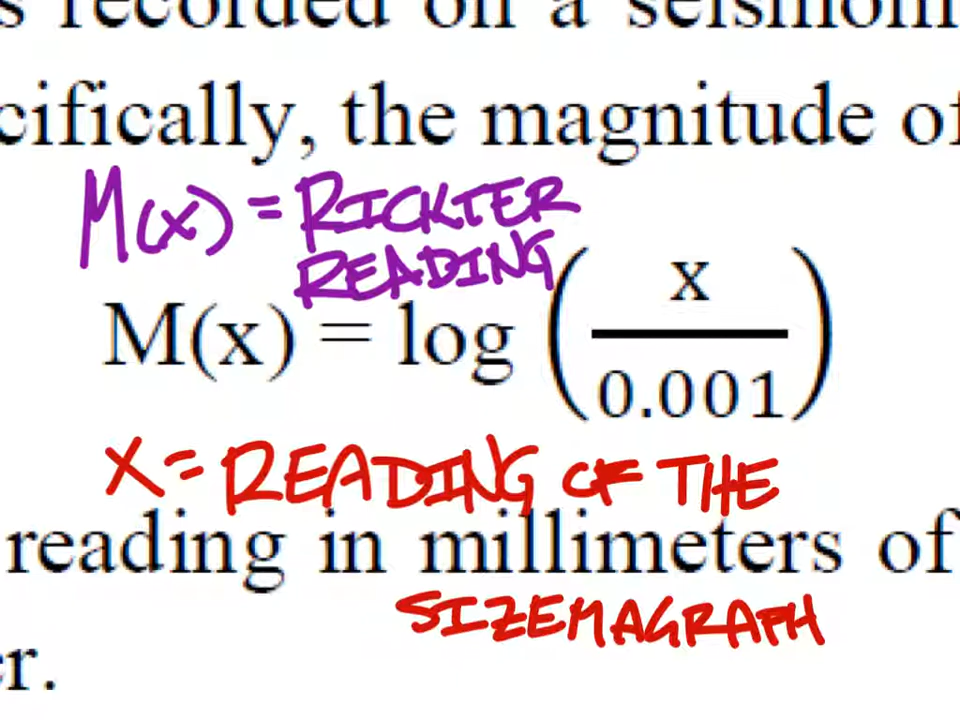 s recorded on a seismom
cifically, the magnitude of
M(x) = RICKTER
READING
M(x) = log ( x / 0.001 )
X = READING OF THE
reading in millimeters of
SIZEMAGRAPH
er.